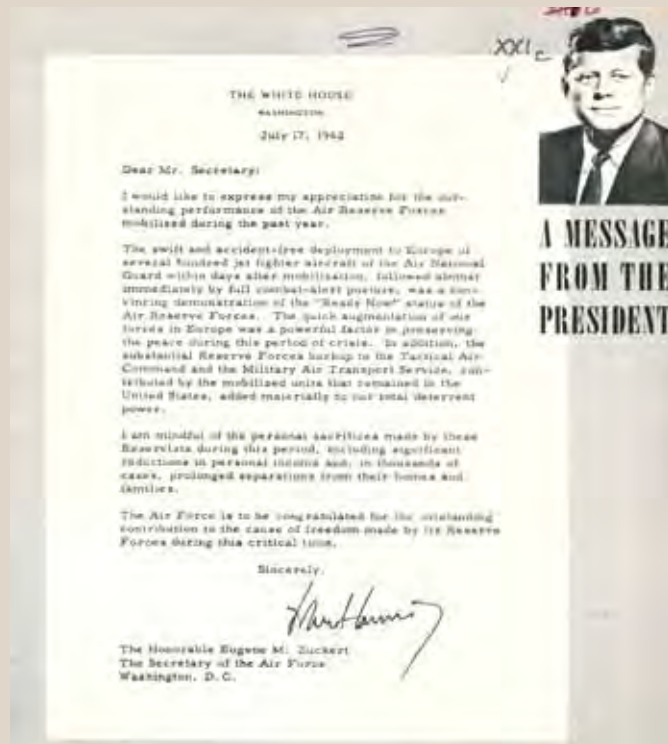 XXI c
THE WHITE HOUSE
WASHINGTON
July 17, 1962
Dear Mr. Secretary:
I would like to express my appreciation for the out-
standing performance of the Air Reserve Forces
mobilized during the past year.
The swift and accident-free deployment to Europe of
several hundred jet fighter aircraft of the Air National
Guard within days after mobilization, followed almost
immediately by full combat-alert posture, was a con-
vincing demonstration of the "Ready Now" status of the
Air Reserve Forces. The quick augmentation of our
forces in Europe was a powerful factor in preserving
the peace during this period of crisis. In addition, the
substantial Reserve Forces backup to the Tactical Air
Command and the Military Air Transport Service, con-
tributed by the mobilized units that remained in the
United States, added materially to our total deterrent
power.
I am mindful of the personal sacrifices made by these
Reservists during this period, including significant
reductions in personal income and, in thousands of
cases, prolonged separations from their homes and
families.
The Air Force is to be congratulated for the outstanding
contribution to the cause of freedom made by its Reserve
Forces during this critical time.
Sincerely,
The Honorable Eugene M. Zuckert
The Secretary of the Air Force
Washington, D. C.
A MESSAGE
FROM THE
PRESIDENT